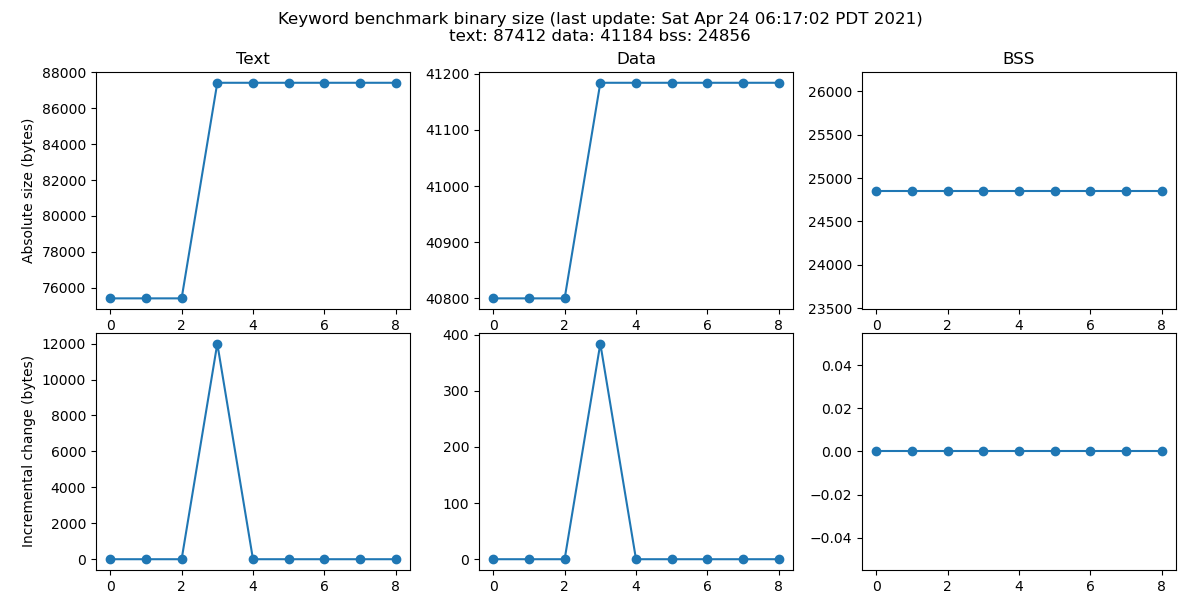 Keyword benchmark binary size (last update: Sat Apr 24 06:17:02 PDT 2021)
text: 87412 data: 41184 bss: 24856
Text
Data
BSS
Absolute size (bytes)
88000
86000
84000
82000
80000
78000
76000
0 2 4 6 8
41200
41100
41000
40900
40800
0 2 4 6 8
26000
25500
25000
24500
24000
23500
0 2 4 6 8
Incremental change (bytes)
12000
10000
8000
6000
4000
2000
0
0 2 4 6 8
400
300
200
100
0
0 2 4 6 8
0.04
0.02
0.00
−0.02
−0.04
0 2 4 6 8